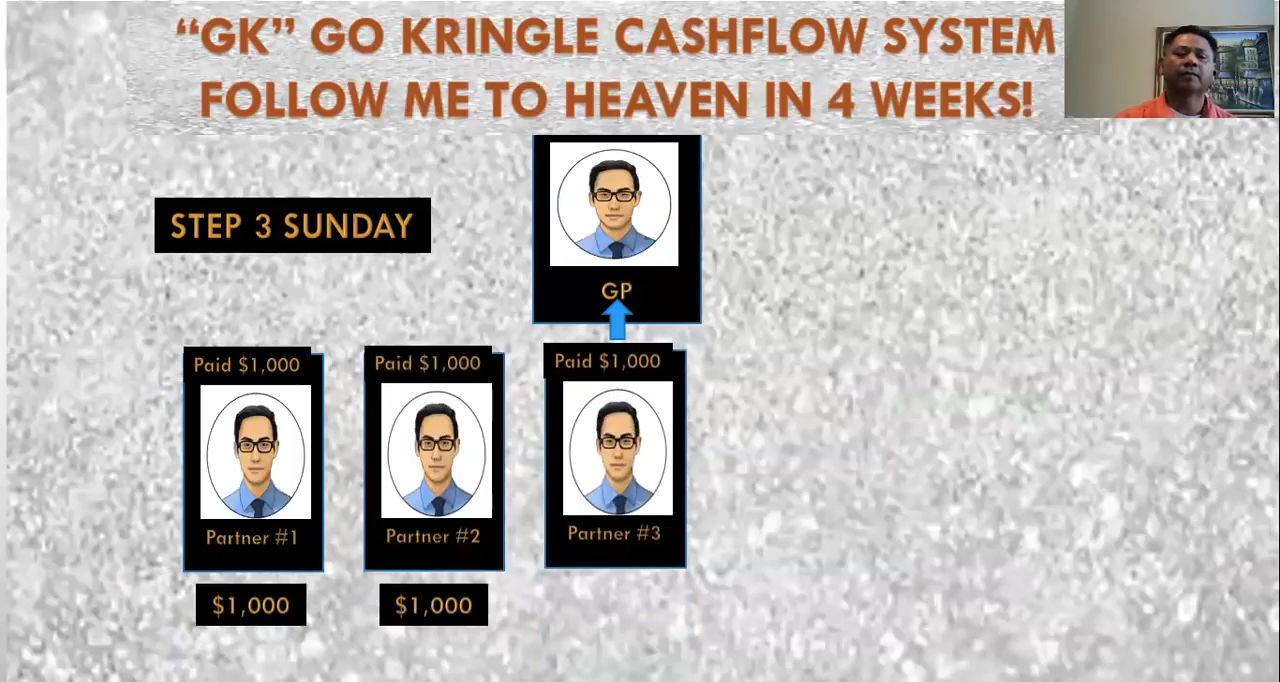 “GK” GO KRINGLE CASHFLOW SYSTEM
FOLLOW ME TO HEAVEN IN 4 WEEKS!
STEP 3 SUNDAY
GP
Paid $1,000
Paid $1,000
Paid $1,000
Partner #1
Partner #2
Partner #3
$1,000
$1,000